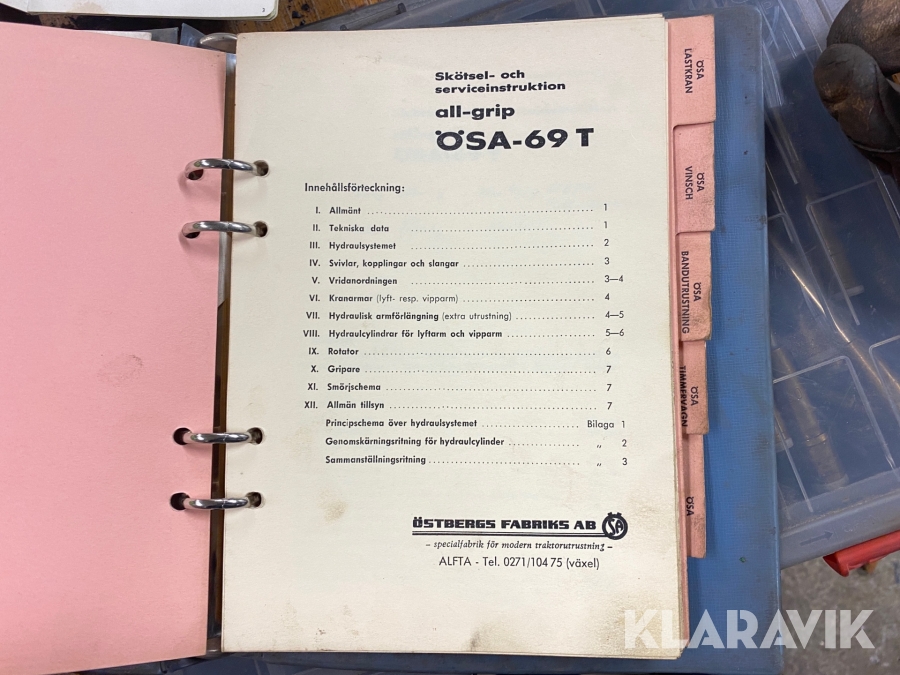 Skötsel- och
serviceinstruktion
all-grip
ÖSA-69 T
Innehållsförteckning:
I. Allmänt 1
II. Tekniska data 1
III. Hydraulsystemet 2
IV. Svivlar, kopplingar och slangar 3
V. Vridanordningen 3—4
VI. Kranarmar (lyft- resp. vipparm) 4
VII. Hydraulisk armförlängning (extra utrustning) 4—5
VIII. Hydraulcylindrar för lyftarm och vipparm 5—6
IX. Rotator 6
X. Gripare 7
XI. Smörjschema 7
XII. Allmän tillsyn 7
Principschema över hydraulsystemet Bilaga 1
Genomskärningsritning för hydraulcylinder „ 2
Sammanställningsritning „ 3
ÖSTBERGS FABRIKS AB ÖSA
- specialfabrik för modern traktorutrustning -
ALFTA - Tel. 0271/104 75 (växel)
ÖSA
LASTKRAN
ÖSA
VINSCH
ÖSA
BANDUTRUSTNING
ÖSA
TIMMERVAGN
ÖSA
KLARAVIK